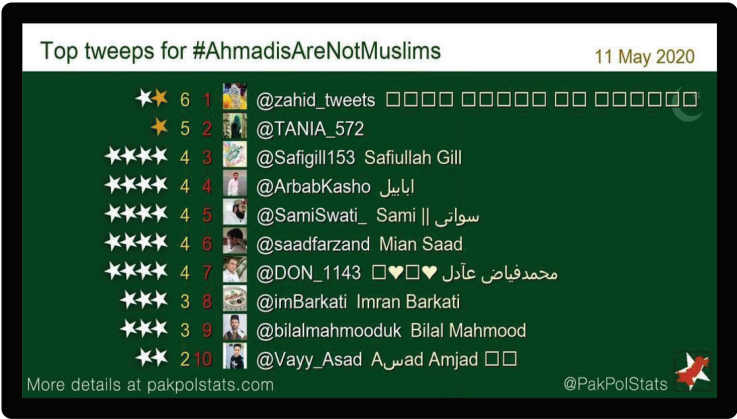 Top tweeps for #AhmadisAreNotMuslims
11 May 2020
6 1 @zahid_tweets □□□□ □□□□□ □□ □□□□□□
5 2 @TANIA_572
4 3 @Safigill153 Safiullah Gill
4 4 @ArbabKasho ابابیل
4 5 @SamiSwati_ Sami || سواتی
4 6 @saadfarzand Mian Saad
4 7 @DON_1143 □♥□♥ محمدفیاض عآدل
3 8 @imBarkati Imran Barkati
3 9 @bilalmahmooduk Bilal Mahmood
2 10 @Vayy_Asad Aسad Amjad □□
More details at pakpolstats.com
@PakPolStats